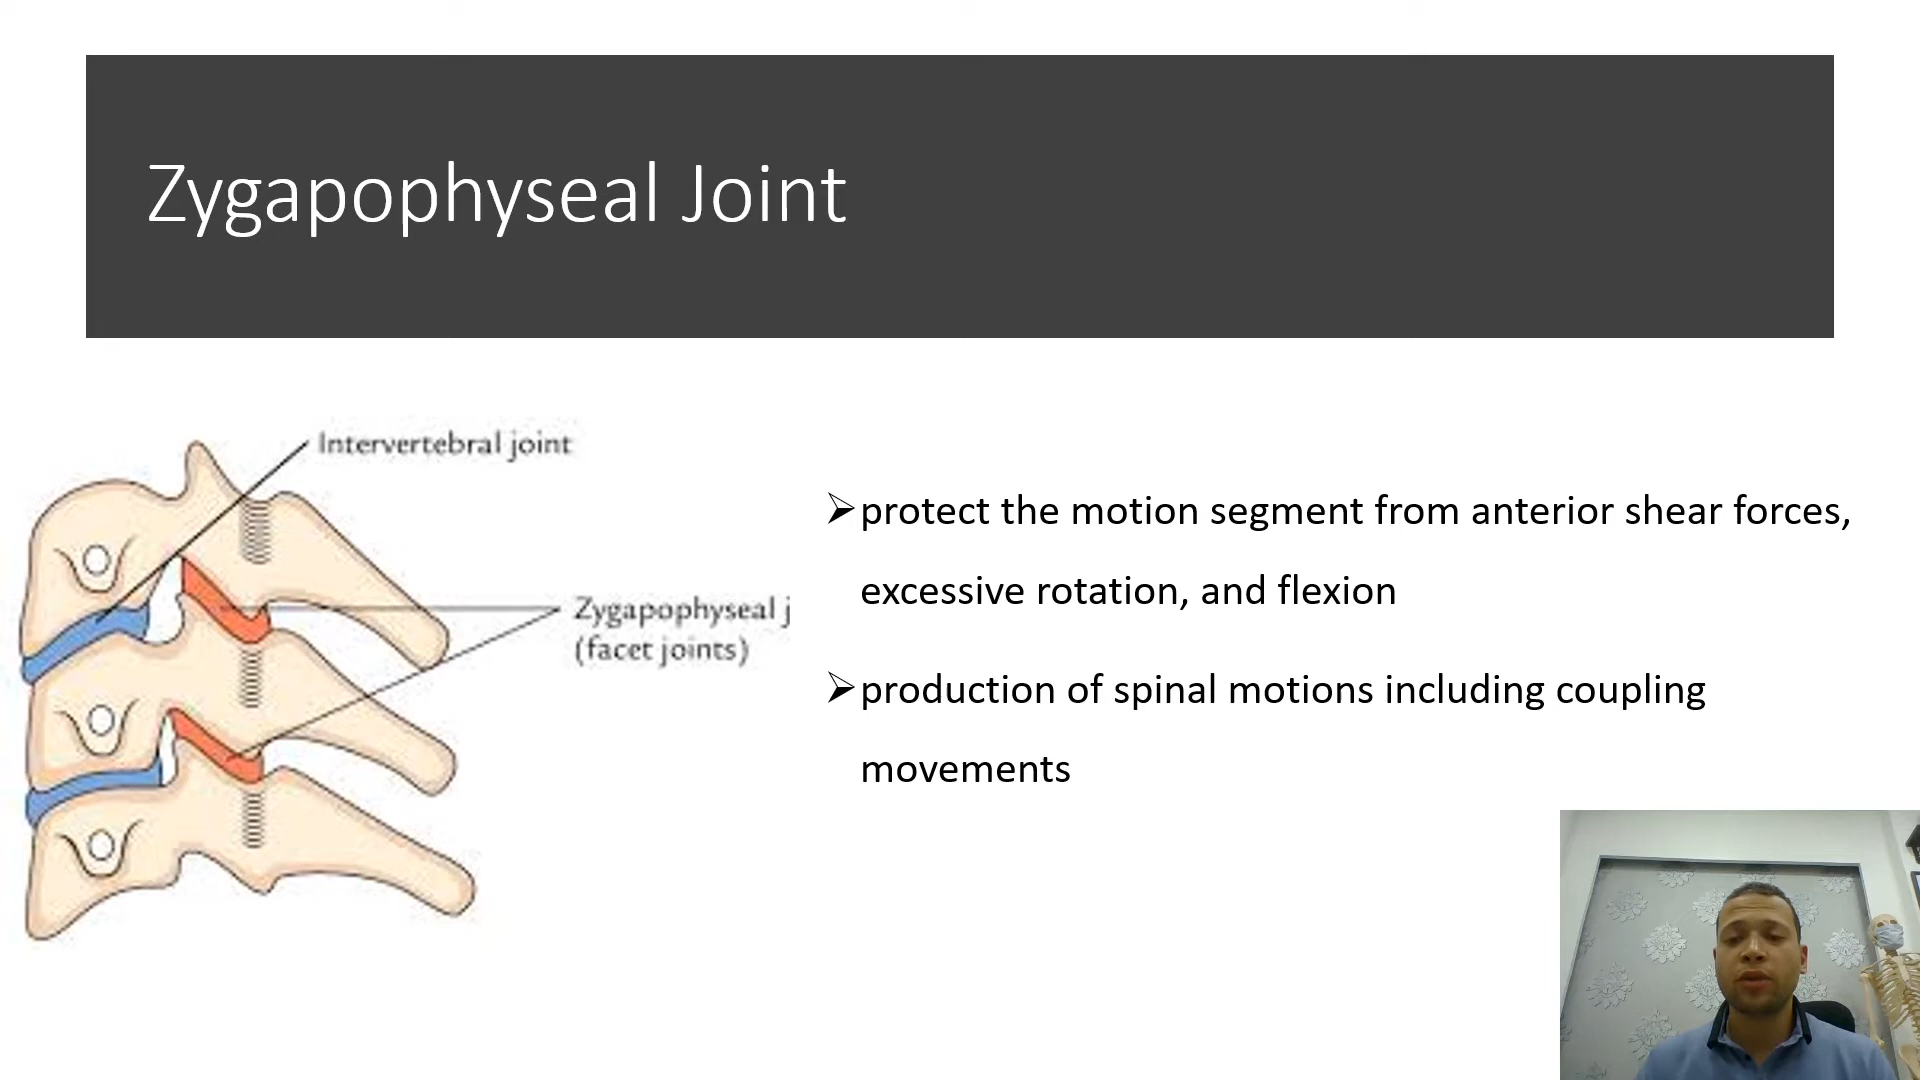 Zygapophyseal Joint
Intervertebral joint
Zygapophyseal j
(facet joints)
➢protect the motion segment from anterior shear forces,
excessive rotation, and flexion
➢production of spinal motions including coupling
movements